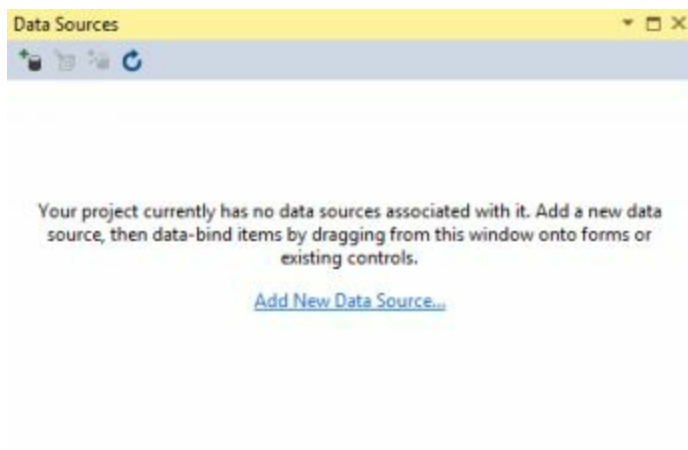 Data Sources
Your project currently has no data sources associated with it. Add a new data
source, then data-bind items by dragging from this window onto forms or
existing controls.
Add New Data Source...